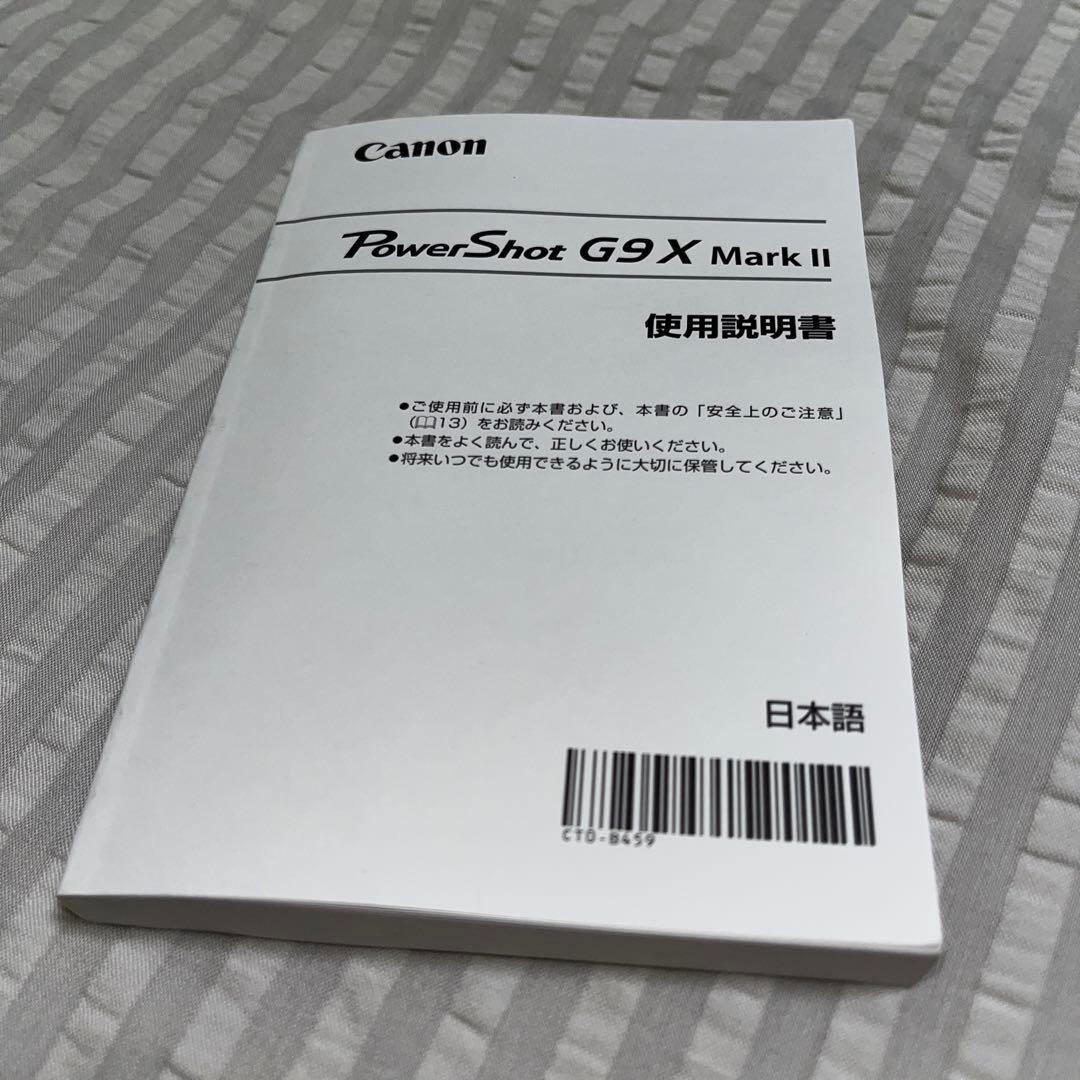 Canon
PowerShot G9 X Mark II
使用説明書
●ご使用前に必ず本書および、本書の「安全上のご注意」
（📖13）をお読みください。
●本書をよく読んで、正しくお使いください。
●将来いつでも使用できるように大切に保管してください。
日本語
CT0-B459